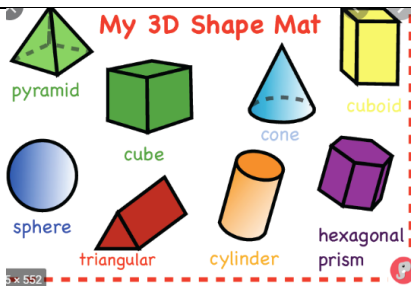 My 3D Shape Mat
pyramid
cube
cone
cuboid
sphere
triangular
cylinder
hexagonal
prism
5 × 552